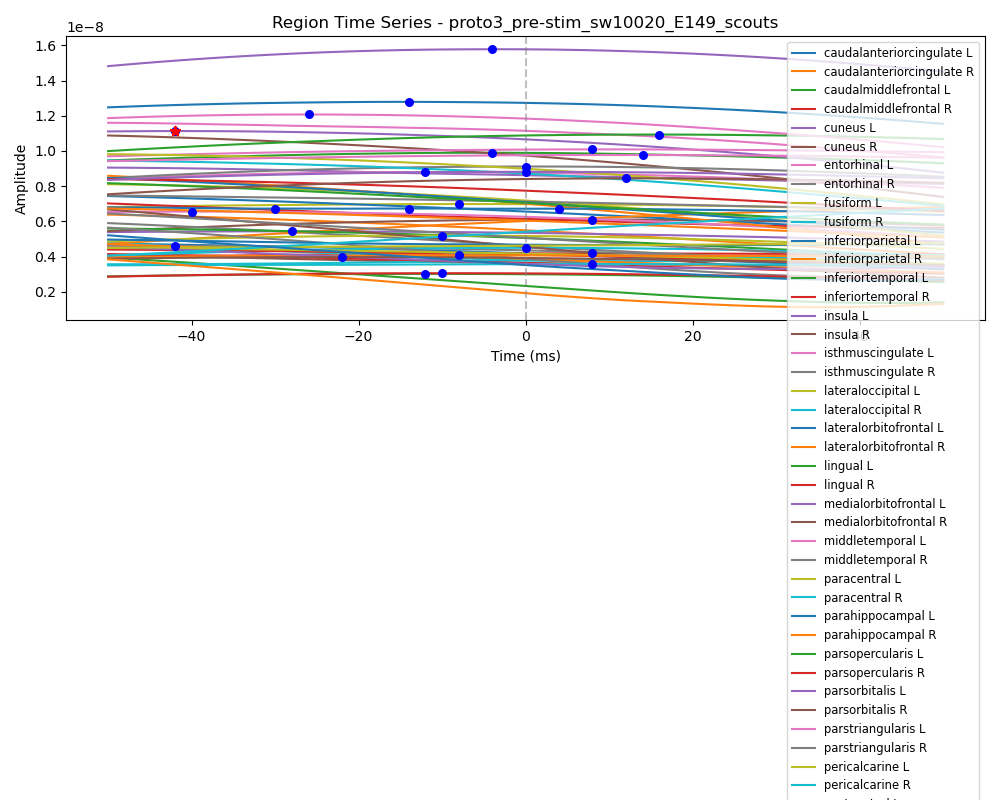 Region Time Series - proto3_pre-stim_sw10020_E149_scouts
1e−8
1.6
1.4
1.2
1.0
0.8
0.6
0.4
0.2
Amplitude
−40
−20
0
20
Time (ms)
caudalanteriorcingulate L
caudalanteriorcingulate R
caudalmiddlefrontal L
caudalmiddlefrontal R
cuneus L
cuneus R
entorhinal L
entorhinal R
fusiform L
fusiform R
inferiorparietal L
inferiorparietal R
inferiortemporal L
inferiortemporal R
insula L
insula R
isthmuscingulate L
isthmuscingulate R
lateraloccipital L
lateraloccipital R
lateralorbitofrontal L
lateralorbitofrontal R
lingual L
lingual R
medialorbitofrontal L
medialorbitofrontal R
middletemporal L
middletemporal R
paracentral L
paracentral R
parahippocampal L
parahippocampal R
parsopercularis L
parsopercularis R
parsorbitalis L
parsorbitalis R
parstriangularis L
parstriangularis R
pericalcarine L
pericalcarine R